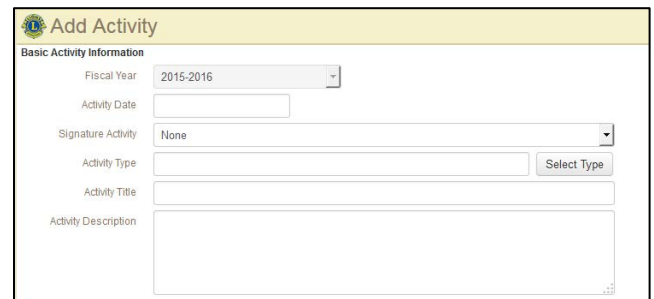 Add Activity
Basic Activity Information
Fiscal Year 2015-2016
Activity Date
Signature Activity None
Activity Type Select Type
Activity Title
Activity Description